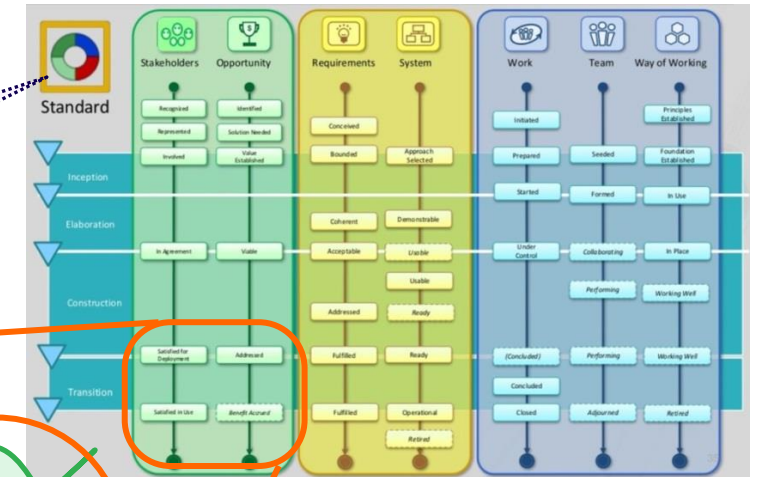 Stakeholders Opportunity Requirements System Work Team Way of Working
Standard
Recognized Identified Principles
Established
Conceived Initiated
Represented Solution Needed
Involved Value
Established Bounded Approach
Selected Prepared Seeded Foundation
Established
Inception
Started Formed In Use
Elaboration
Coherent Demonstrable
In Agreement Viable Acceptable Usable Under
Control Collaborating In Place
Usable
Performing Working Well
Construction
Addressed Ready
Satisfied for
Deployment Addressed Fulfilled Ready (Concluded) Performing Working Well
Transition
Concluded
Satisfied in Use Benefit Accrued Fulfilled Operational Closed Adjourned Retired
Retired